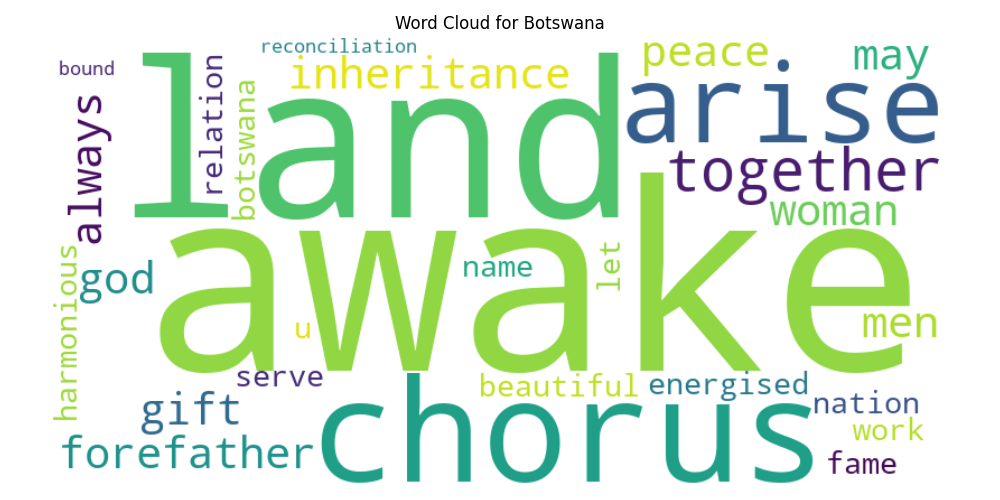 Word Cloud for Botswana
reconciliation
peace
may
bound
inheritance
land
arise
relation
botswana
always
together
woman
awake
god
name
let
harmonious
u
men
serve
beautiful
energised
gift
chorus
nation
work
forefather
fame